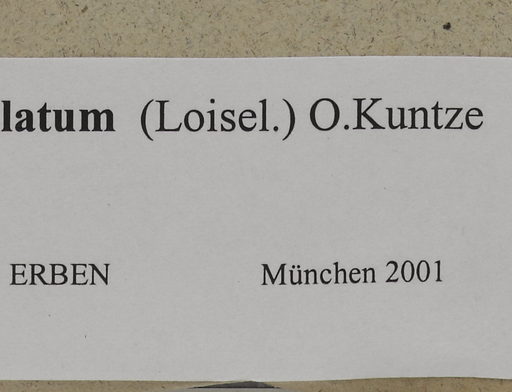 latum (Loisel.) O.Kuntze
ERBEN München 2001